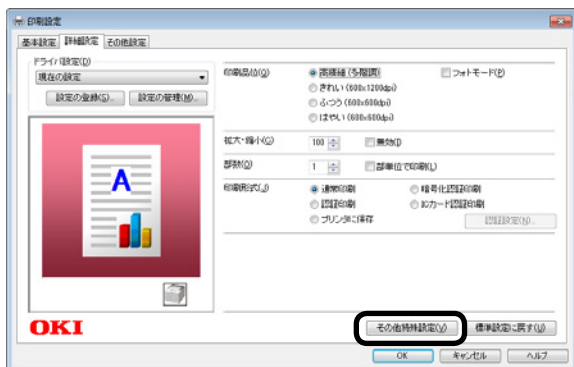 印刷設定
基本設定 詳細設定 その他設定
ドライバ設定(D)
現在の設定
設定の登録(S)... 設定の管理(M)...
印刷品位(Q) 高精細 (多階調) フォトモード(P)
きれい (600x1200dpi)
ふつう (600x600dpi)
はやい (600x600dpi)
拡大・縮小(C) 100 % 無効(I)
部数(O) 1 部単位で印刷(L)
印刷形式(J) 通常印刷 暗号化認証印刷
認証印刷 ICカード認証印刷
プリンタに保存 認証設定(N)...
A
OKI
その他特殊設定(V) 標準設定に戻す(U)
OK キャンセル ヘルプ